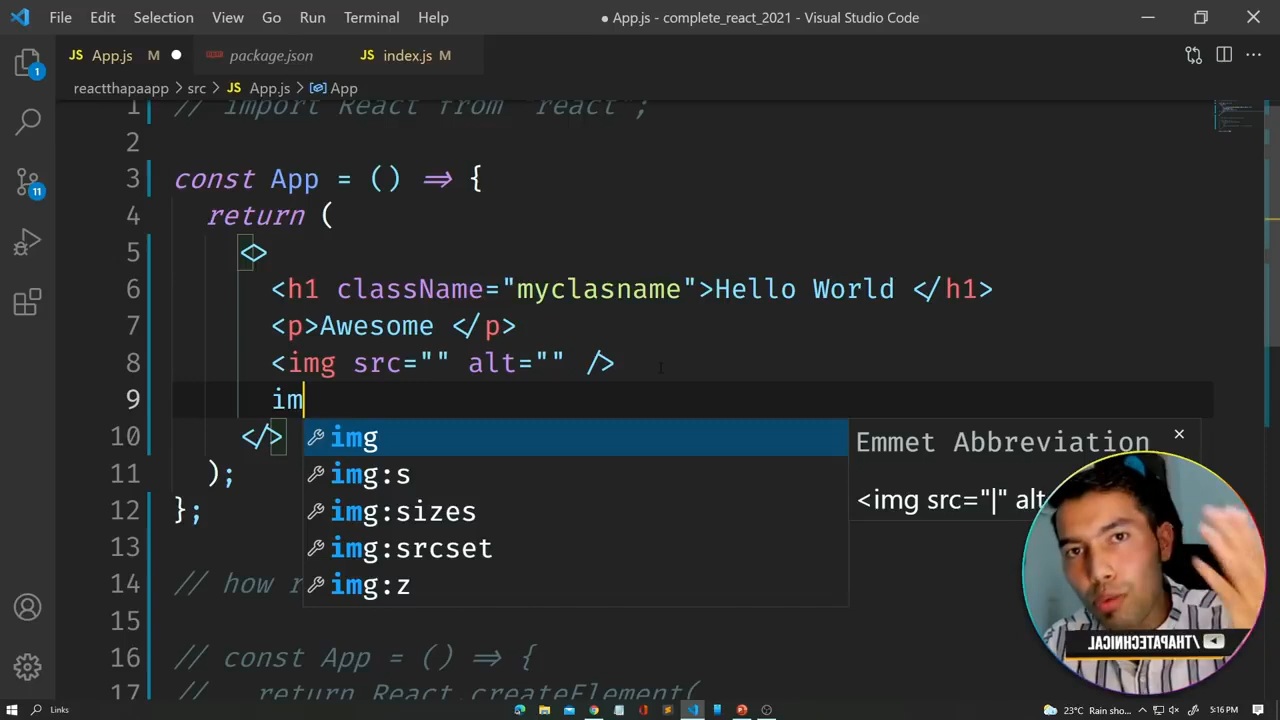 File Edit Selection View Go Run Terminal Help
● App.js - complete_react_2021 - Visual Studio Code
JS App.js M ● package.json JS index.js M
reactthapaapp > src > JS App.js > App
1 // import React from "react";
2
3 const App = () => {
4 return (
5 <>
6 <h1 className="myclasname">Hello World </h1>
7 <p>Awesome </p>
8 <img src="" alt="" />
9 im
10 </>
11 );
12 };
13
14 // how r
15
16 // const App = () => {
17 // return React.createElement(
img
img:s
img:sizes
img:srcset
img:z
Emmet Abbreviation ×
<img src="|" alt
/THAPATECHNICAL
1
11
Links
23°C Rain sho... 5:16 PM